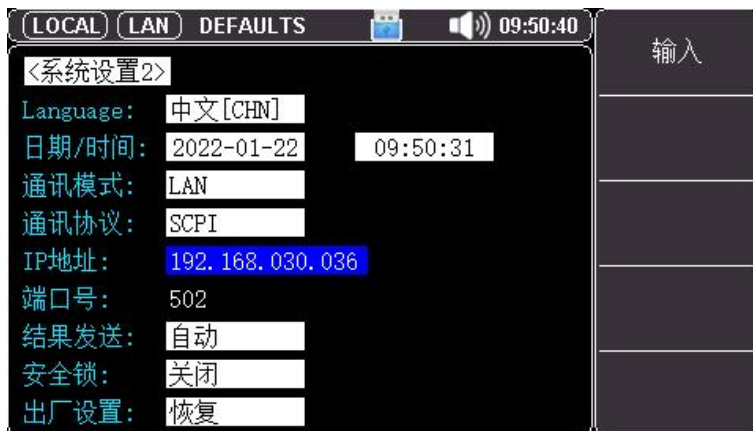 LOCAL LAN DEFAULTS 09:50:40
输入
<系统设置2>
Language: 中文[CHN]
日期/时间: 2022-01-22 09:50:31
通讯模式: LAN
通讯协议: SCPI
IP地址: 192.168.030.036
端口号: 502
结果发送: 自动
安全锁: 关闭
出厂设置: 恢复